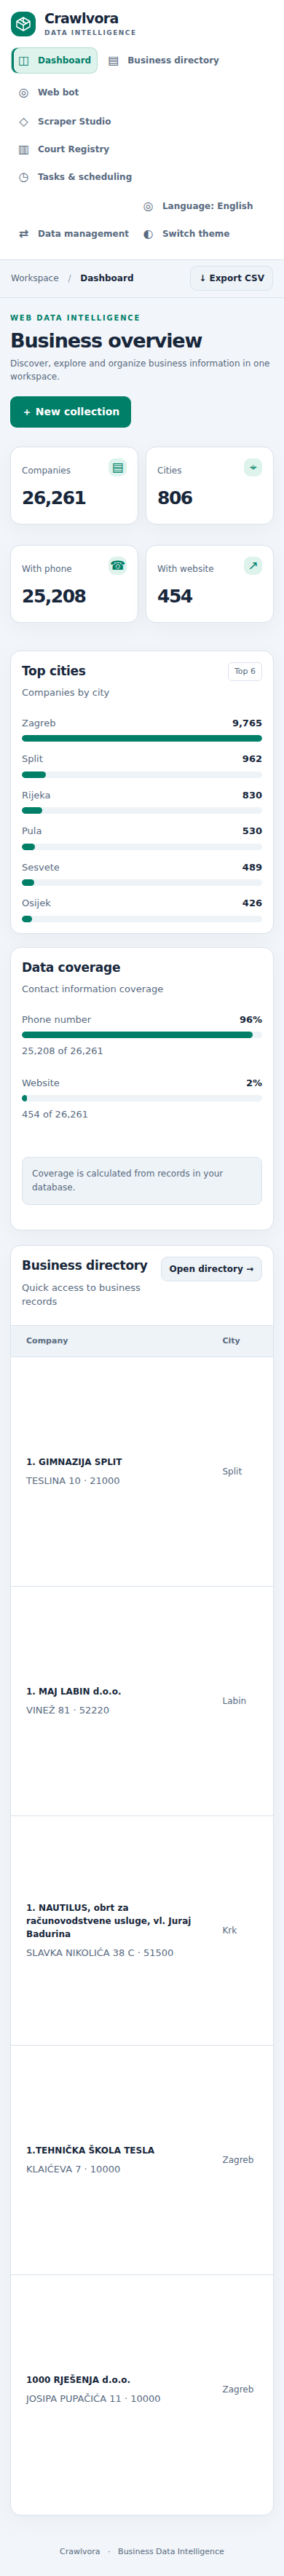 Crawlvora
DATA INTELLIGENCE
Dashboard
Business directory
Web bot
Scraper Studio
Court Registry
Tasks & scheduling
Language: English
Data management
Switch theme
Workspace / Dashboard
↓ Export CSV
WEB DATA INTELLIGENCE
Business overview
Discover, explore and organize business information in one
workspace.
+ New collection
Companies
26,261
Cities
806
With phone
25,208
With website
454
Top cities
Top 6
Companies by city
Zagreb 9,765
Split 962
Rijeka 830
Pula 530
Sesvete 489
Osijek 426
Data coverage
Contact information coverage
Phone number 96%
25,208 of 26,261
Website 2%
454 of 26,261
Coverage is calculated from records in your
database.
Business directory
Open directory →
Quick access to business
records
Company City
1. GIMNAZIJA SPLIT
TESLINA 10 · 21000
Split
1. MAJ LABIN d.o.o.
VINEŽ 81 · 52220
Labin
1. NAUTILUS, obrt za
računovodstvene usluge, vl. Juraj
Badurina
SLAVKA NIKOLIĆA 38 C · 51500
Krk
1.TEHNIČKA ŠKOLA TESLA
KLAIĆEVA 7 · 10000
Zagreb
1000 RJEŠENJA d.o.o.
JOSIPA PUPAČIĆA 11 · 10000
Zagreb
Crawlvora · Business Data Intelligence